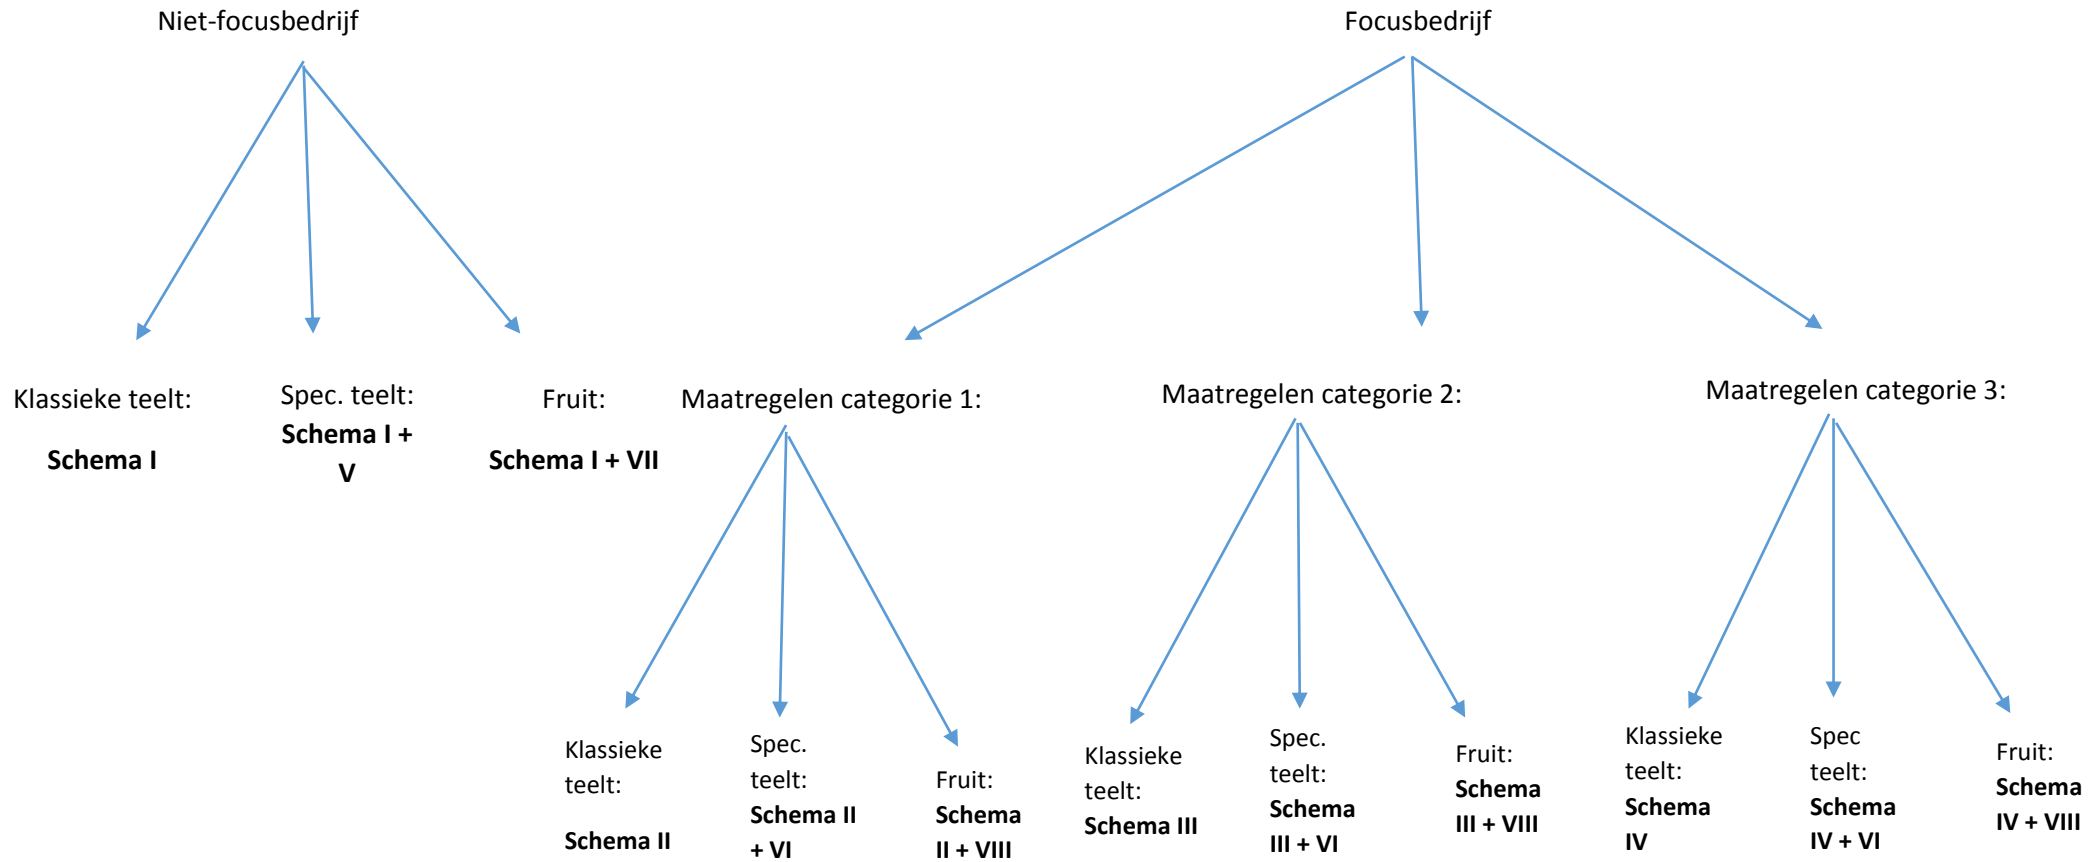 Niet-focusbedrijf
Focusbedrijf
Klassieke teelt:
Schema I
Spec. teelt:
Schema I +
V
Fruit:
Schema I + VII
Maatregelen categorie 1:
Maatregelen categorie 2:
Maatregelen categorie 3:
Klassieke
teelt:
Schema II
Spec.
teelt:
Schema II
+ VI
Fruit:
Schema
II + VIII
Klassieke
teelt:
Schema III
Spec.
teelt:
Schema
III + VI
Fruit:
Schema
III + VIII
Klassieke
teelt:
Schema
IV
Spec
teelt:
Schema
IV + VI
Fruit:
Schema
IV + VIII